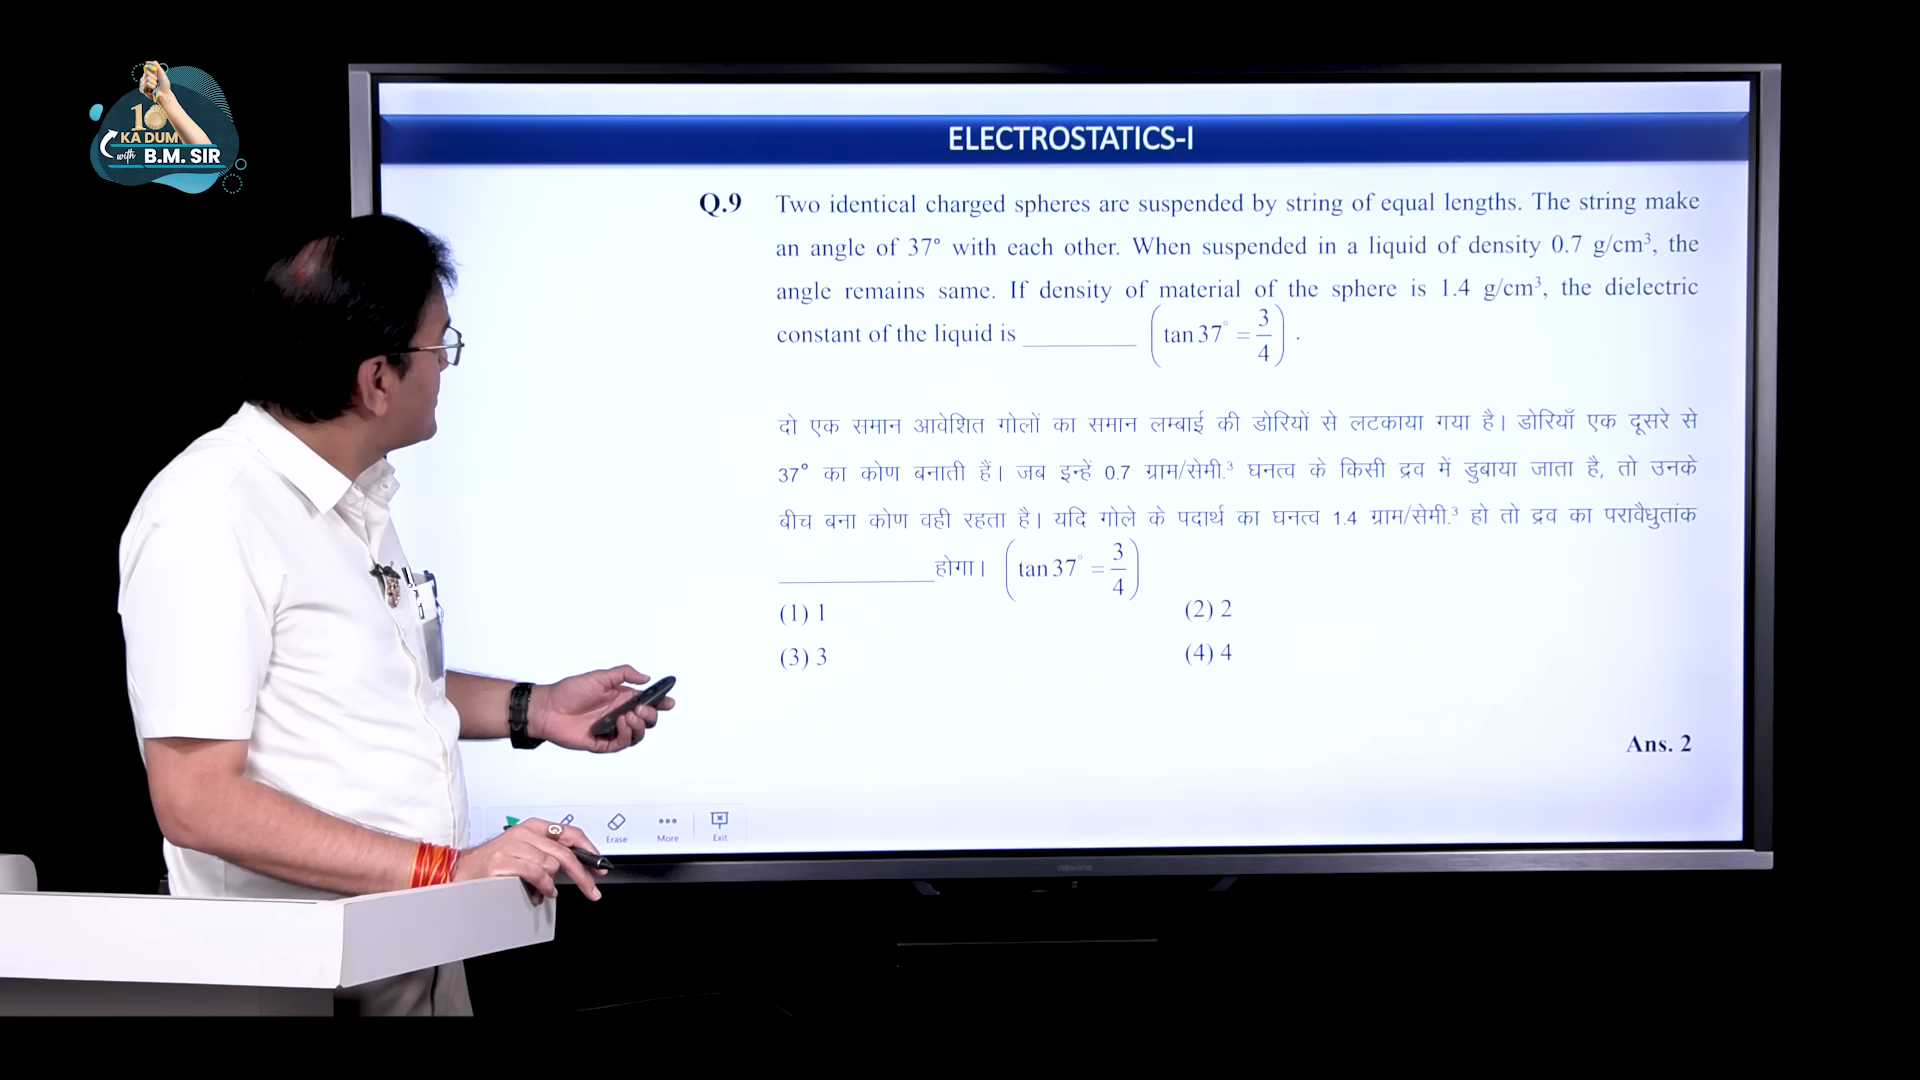 10
KA DUM
with B.M. SIR
ELECTROSTATICS-I
Q.9 Two identical charged spheres are suspended by string of equal lengths. The string make
an angle of 37° with each other. When suspended in a liquid of density 0.7 g/cm³, the
angle remains same. If density of material of the sphere is 1.4 g/cm³, the dielectric
constant of the liquid is __________ (tan 37° = 3/4) .
दो एक समान आवेशित गोलों का समान लम्बाई की डोरियों से लटकाया गया है। डोरियाँ एक दूसरे से
37° का कोण बनाती हैं। जब इन्हें 0.7 ग्राम/सेमी.³ घनत्व के किसी द्रव में डुबाया जाता है, तो उनके
बीच बना कोण वही रहता है। यदि गोले के पदार्थ का घनत्व 1.4 ग्राम/सेमी.³ हो तो द्रव का परावैधुतांक
______________ होगा। (tan 37° = 3/4)
(1) 1 (2) 2
(3) 3 (4) 4
Ans. 2
Erase More Exit
newline